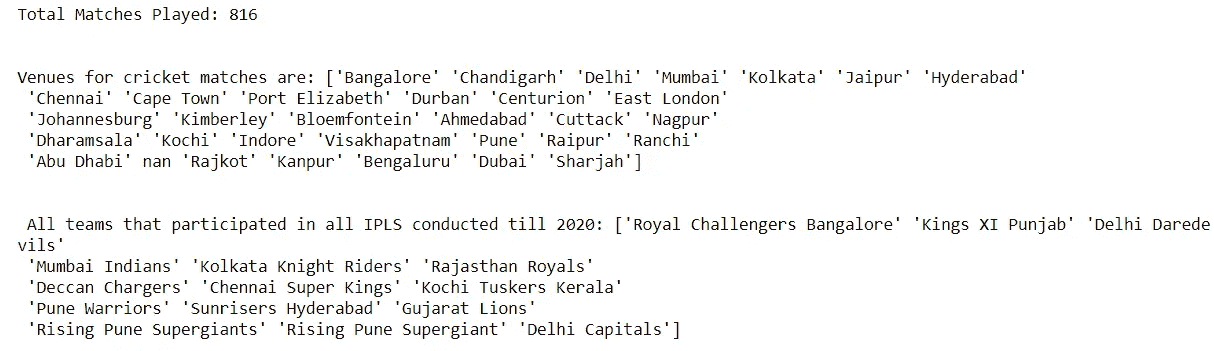 Total Matches Played: 816
Venues for cricket matches are: ['Bangalore' 'Chandigarh' 'Delhi' 'Mumbai' 'Kolkata' 'Jaipur' 'Hyderabad'
'Chennai' 'Cape Town' 'Port Elizabeth' 'Durban' 'Centurion' 'East London'
'Johannesburg' 'Kimberley' 'Bloemfontein' 'Ahmedabad' 'Cuttack' 'Nagpur'
'Dharamsala' 'Kochi' 'Indore' 'Visakhapatnam' 'Pune' 'Raipur' 'Ranchi'
'Abu Dhabi' nan 'Rajkot' 'Kanpur' 'Bengaluru' 'Dubai' 'Sharjah']
All teams that participated in all IPLS conducted till 2020: ['Royal Challengers Bangalore' 'Kings XI Punjab' 'Delhi Darede
vils'
'Mumbai Indians' 'Kolkata Knight Riders' 'Rajasthan Royals'
'Deccan Chargers' 'Chennai Super Kings' 'Kochi Tuskers Kerala'
'Pune Warriors' 'Sunrisers Hyderabad' 'Gujarat Lions'
'Rising Pune Supergiants' 'Rising Pune Supergiant' 'Delhi Capitals']